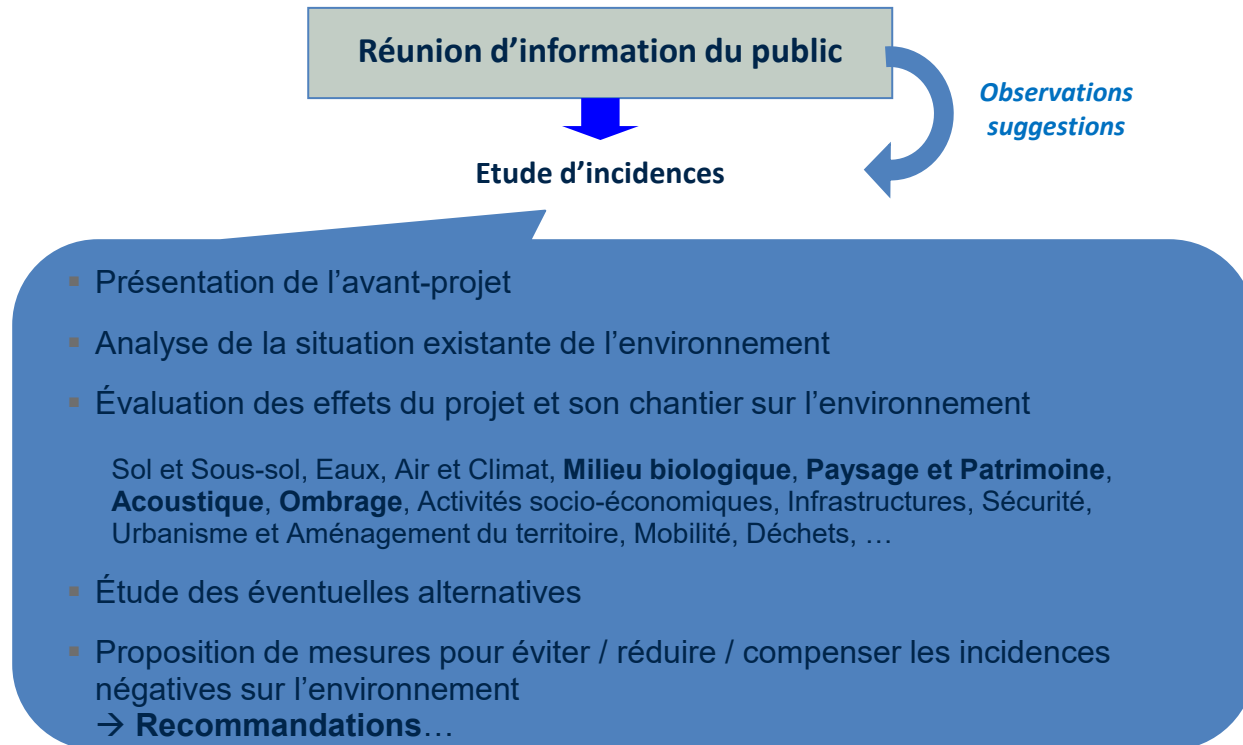 Réunion d’information du public
Observations
suggestions
Etude d’incidences
▪ Présentation de l’avant-projet
▪ Analyse de la situation existante de l’environnement
▪ Évaluation des effets du projet et son chantier sur l’environnement
Sol et Sous-sol, Eaux, Air et Climat, Milieu biologique, Paysage et Patrimoine,
Acoustique, Ombrage, Activités socio-économiques, Infrastructures, Sécurité,
Urbanisme et Aménagement du territoire, Mobilité, Déchets, …
▪ Étude des éventuelles alternatives
▪ Proposition de mesures pour éviter / réduire / compenser les incidences
négatives sur l’environnement
→ Recommandations…